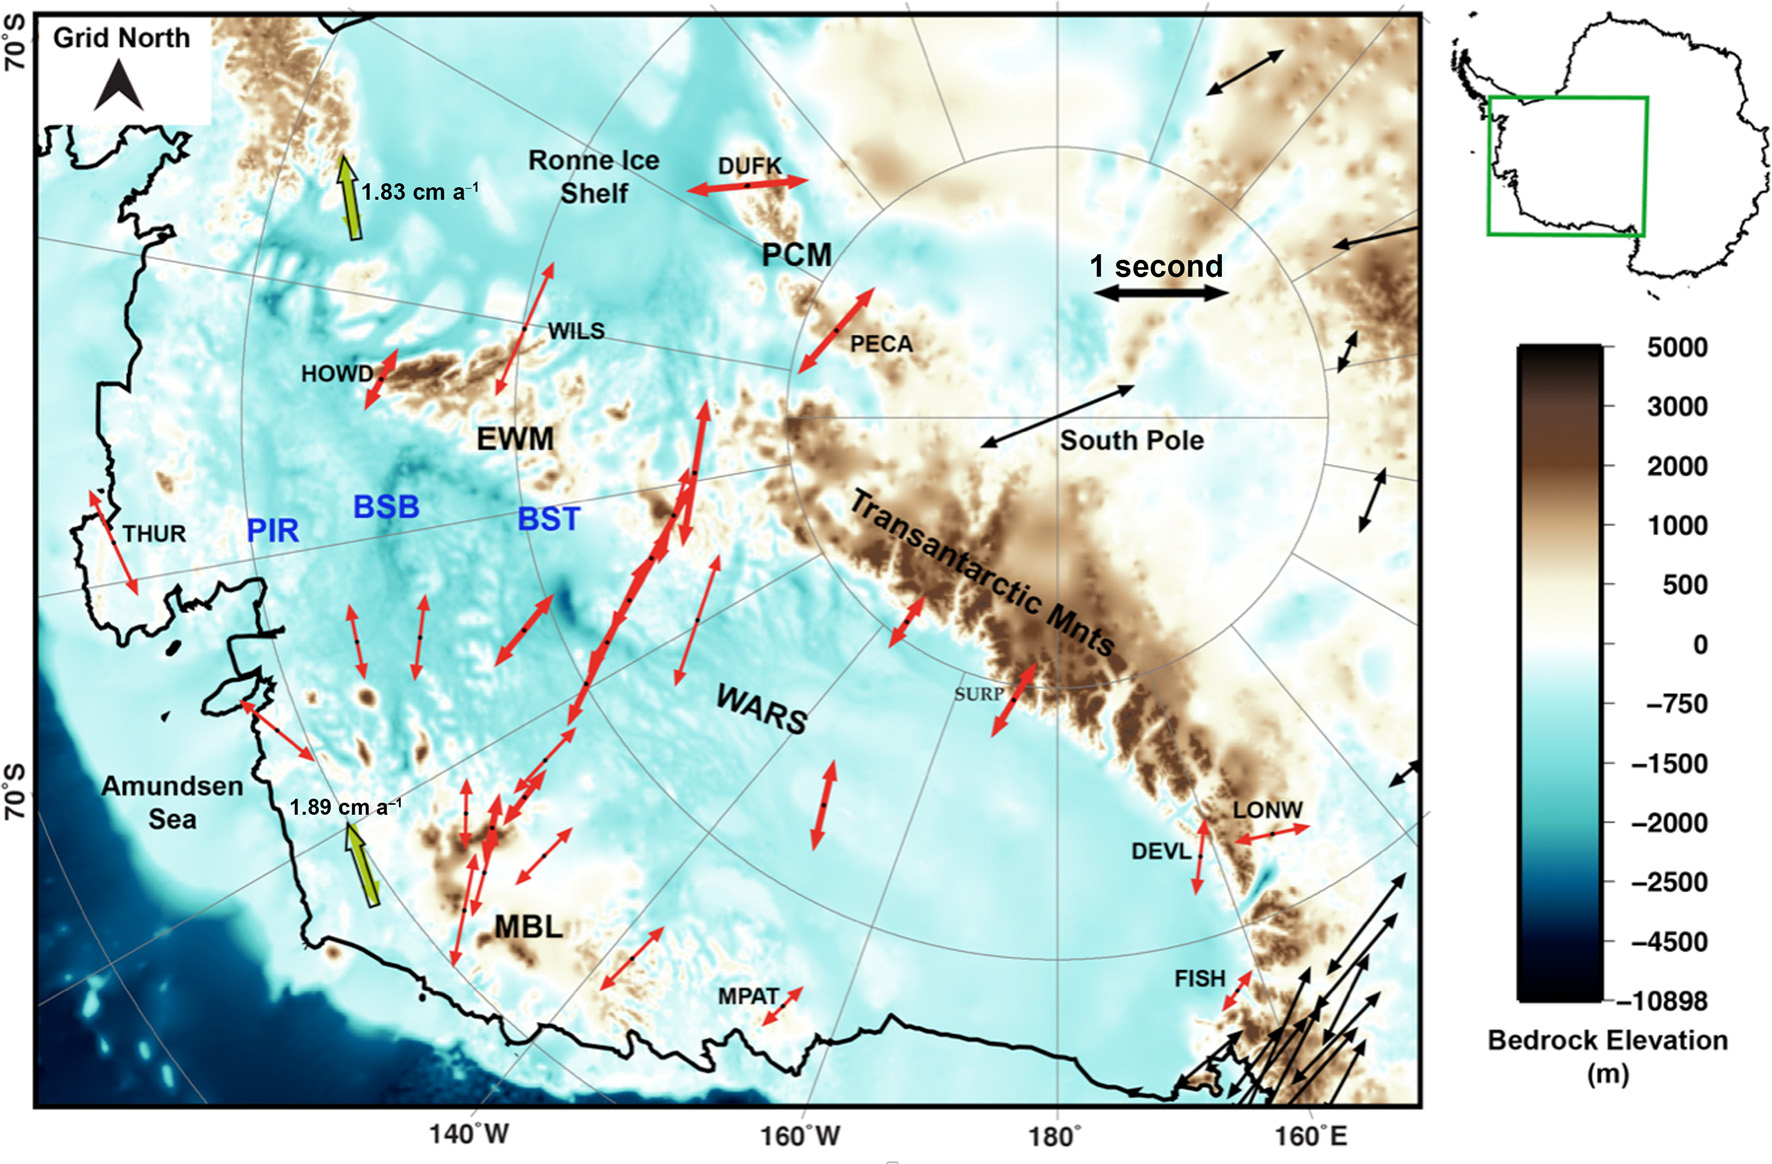 70°S
Grid North
1.83 cm a⁻¹
Ronne Ice
Shelf
DUFK
PCM
1 second
WILS
HOWD
PECA
EWM
South Pole
THUR
PIR
BSB
BST
Transantarctic Mnts
WARS
SURP
70°S
Amundsen
Sea
1.89 cm a⁻¹
LONW
DEVL
MBL
MPAT
FISH
140°W
160°W
180°
160°E
5000
3000
2000
1000
500
0
−750
−1500
−2000
−2500
−4500
−10898
Bedrock Elevation
(m)